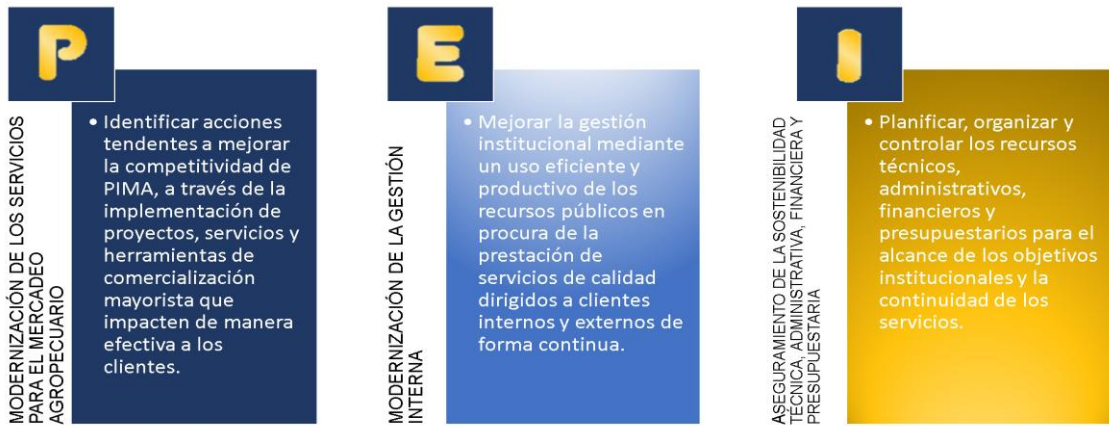 P
MODERNIZACIÓN DE LOS SERVICIOS
PARA EL MERCADEO
AGROPECUARIO
• Identificar acciones
tendentes a mejorar
la competitividad de
PIMA, a través de la
implementación de
proyectos, servicios y
herramientas de
comercialización
mayorista que
impacten de manera
efectiva a los
clientes.
E
MODERNIZACIÓN DE LA GESTIÓN
INTERNA
• Mejorar la gestión
institucional mediante
un uso eficiente y
productivo de los
recursos públicos en
procura de la
prestación de
servicios de calidad
dirigidos a clientes
internos y externos de
forma continua.
I
ASEGURAMIENTO DE LA SOSTENIBILIDAD
TÉCNICA, ADMINISTRATIVA, FINANCIERA Y
PRESUPUESTARIA
• Planificar, organizar y
controlar los recursos
técnicos,
administrativos,
financieros y
presupuestarios para el
alcance de los objetivos
institucionales y la
continuidad de los
servicios.